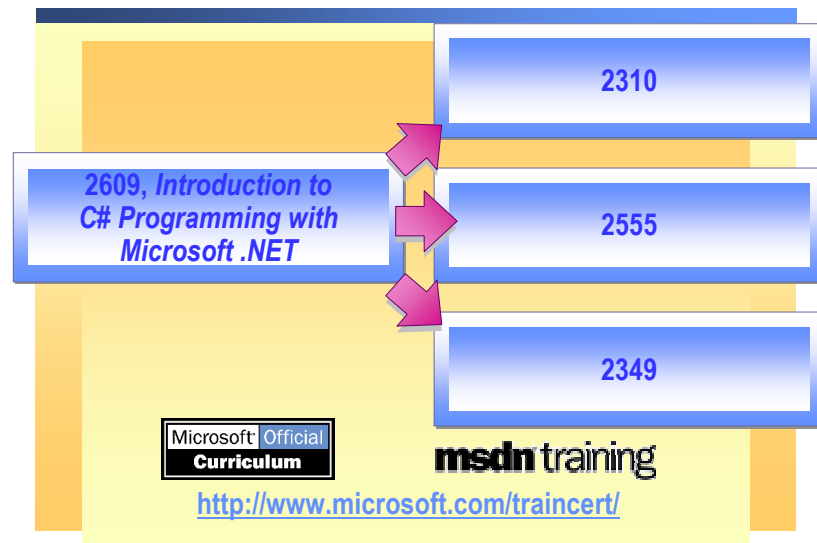 2310
2609, Introduction to
C# Programming with
Microsoft .NET
2555
2349
Microsoft Official
Curriculum
msdn training
http://www.microsoft.com/traincert/